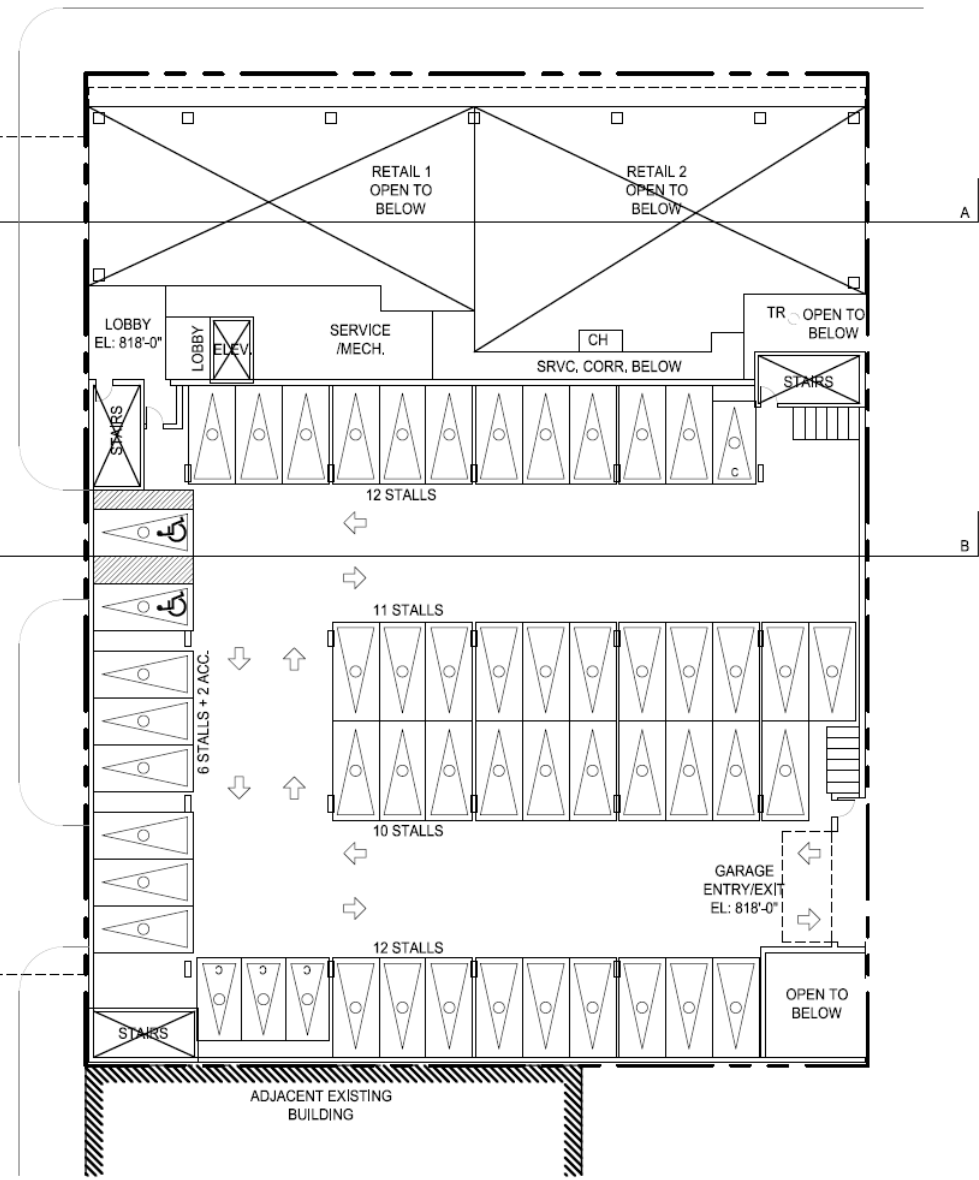 RETAIL 1
OPEN TO
BELOW
RETAIL 2
OPEN TO
BELOW
A
LOBBY
EL: 818'-0"
LOBBY
ELEV.
SERVICE
/MECH.
CH
SRVC. CORR. BELOW
TR
OPEN TO
BELOW
STAIRS
STAIRS
C
12 STALLS
B
11 STALLS
6 STALLS + 2 ACC.
10 STALLS
GARAGE
ENTRY/EXIT
EL: 818'-0"
12 STALLS
C
C
C
OPEN TO
BELOW
STAIRS
ADJACENT EXISTING
BUILDING